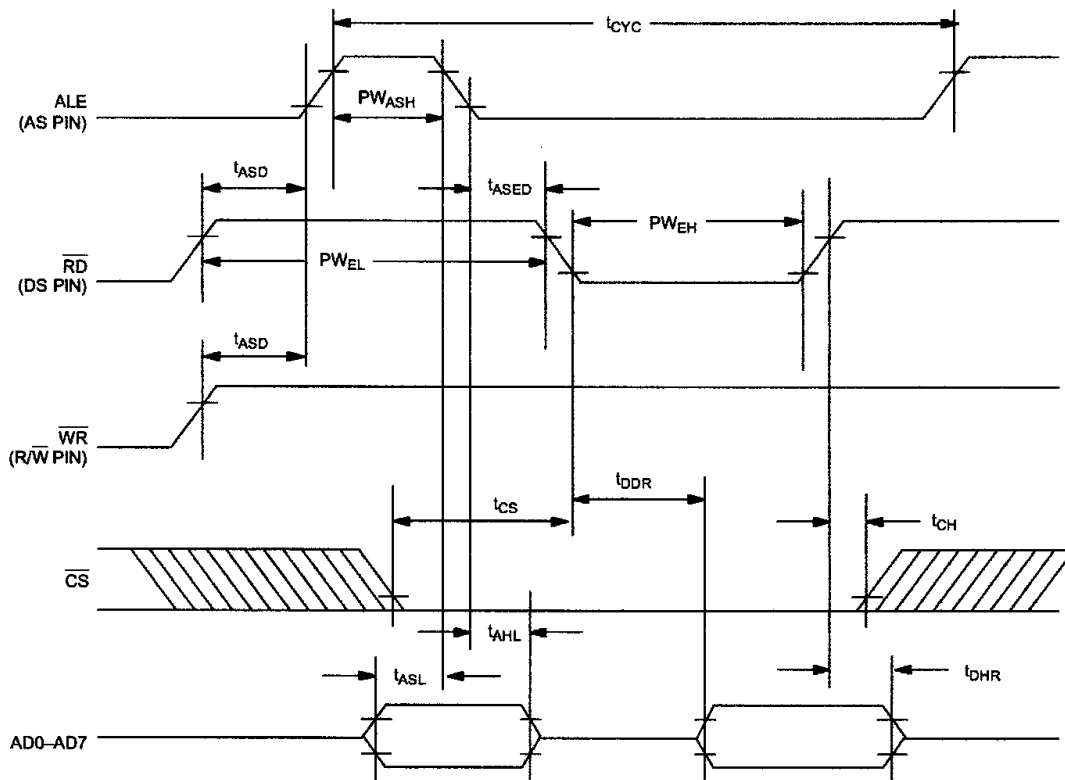 tCYC
ALE
(AS PIN)
PWASH
tASD
tASED
RD
(DS PIN)
PWEL
PWEH
tASD
WR
(R/W PIN)
tDDR
tCS
tCH
CS
tAHL
tASL
tDHR
AD0–AD7